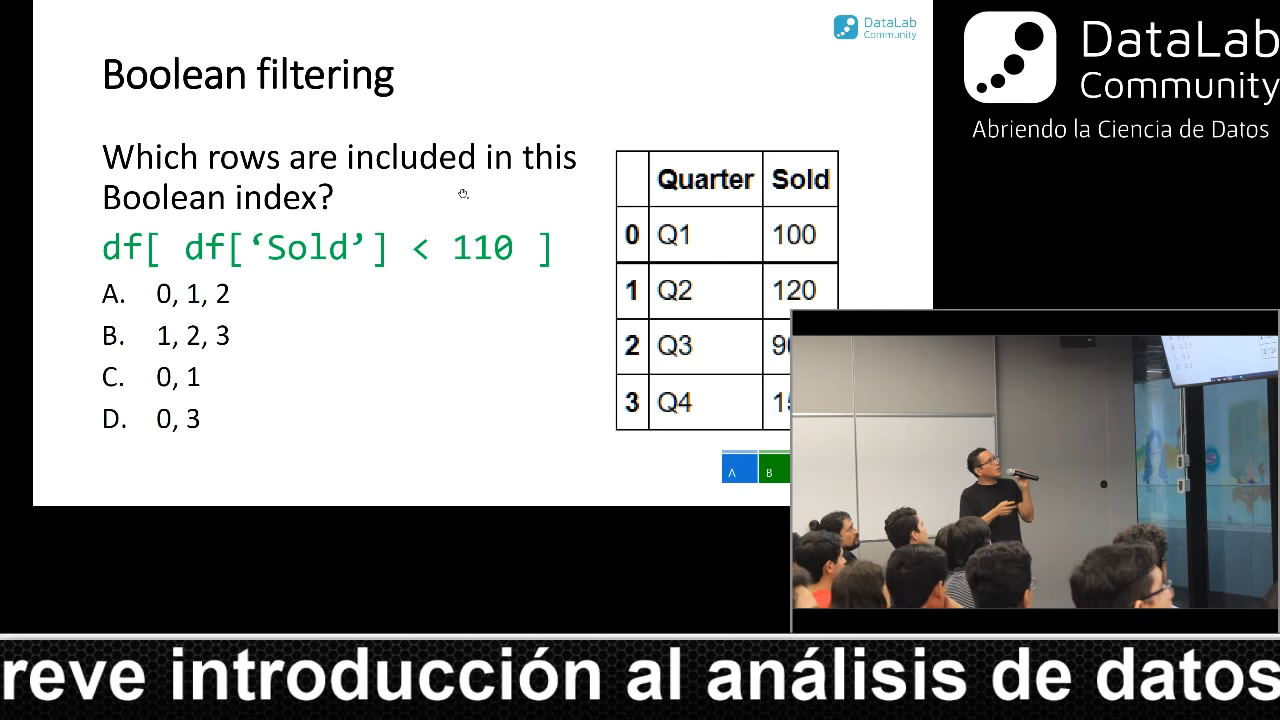 DataLab
Community
Boolean filtering
Which rows are included in this
Boolean index?
df[ df[‘Sold’] < 110 ]
A. 0, 1, 2
B. 1, 2, 3
C. 0, 1
D. 0, 3
Quarter Sold
0 Q1 100
1 Q2 120
2 Q3
3 Q4
A B
DataLab
Community
Abriendo la Ciencia de Datos
reve introducción al análisis de datos